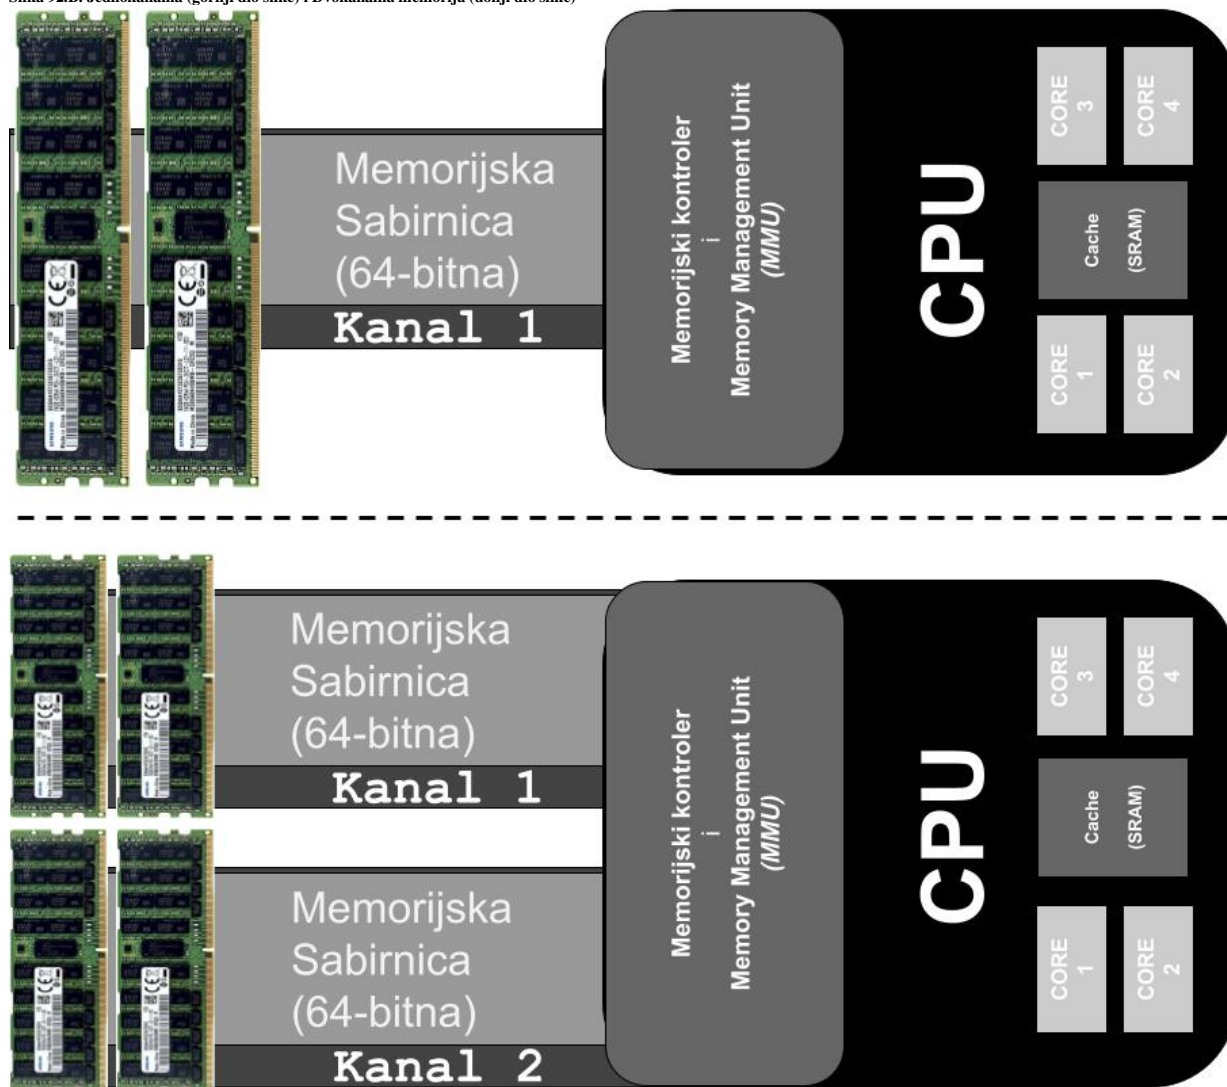 Memorijska
Sabirnica
(64-bitna)
Kanal 1
Memorijski kontroler
i
Memory Management Unit
(MMU)
CPU
CORE
3
CORE
4
Cache
(SRAM)
CORE
1
CORE
2
Memorijska
Sabirnica
(64-bitna)
Kanal 1
Memorijska
Sabirnica
(64-bitna)
Kanal 2
Memorijski kontroler
i
Memory Management Unit
(MMU)
CPU
CORE
3
CORE
4
Cache
(SRAM)
CORE
1
CORE
2